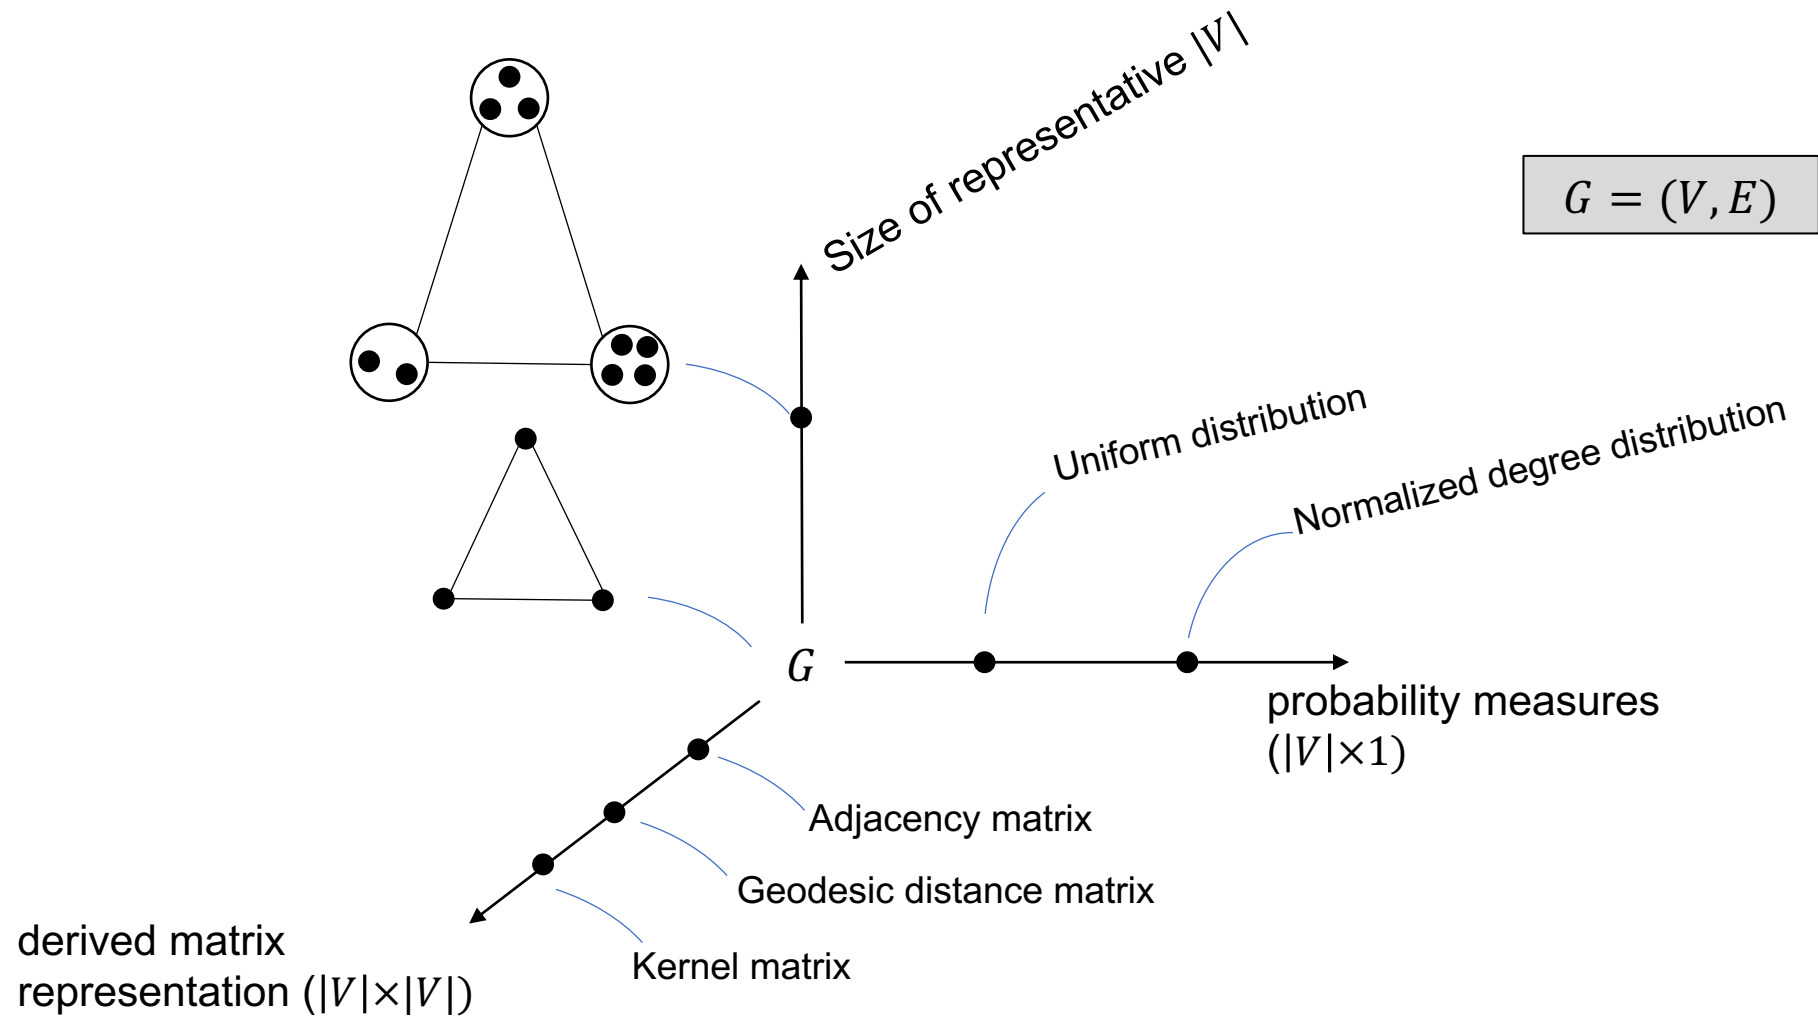 Size of representative |V|
G = (V, E)
Uniform distribution
Normalized degree distribution
G
probability measures
(|V|×1)
Adjacency matrix
Geodesic distance matrix
Kernel matrix
derived matrix
representation (|V|×|V|)